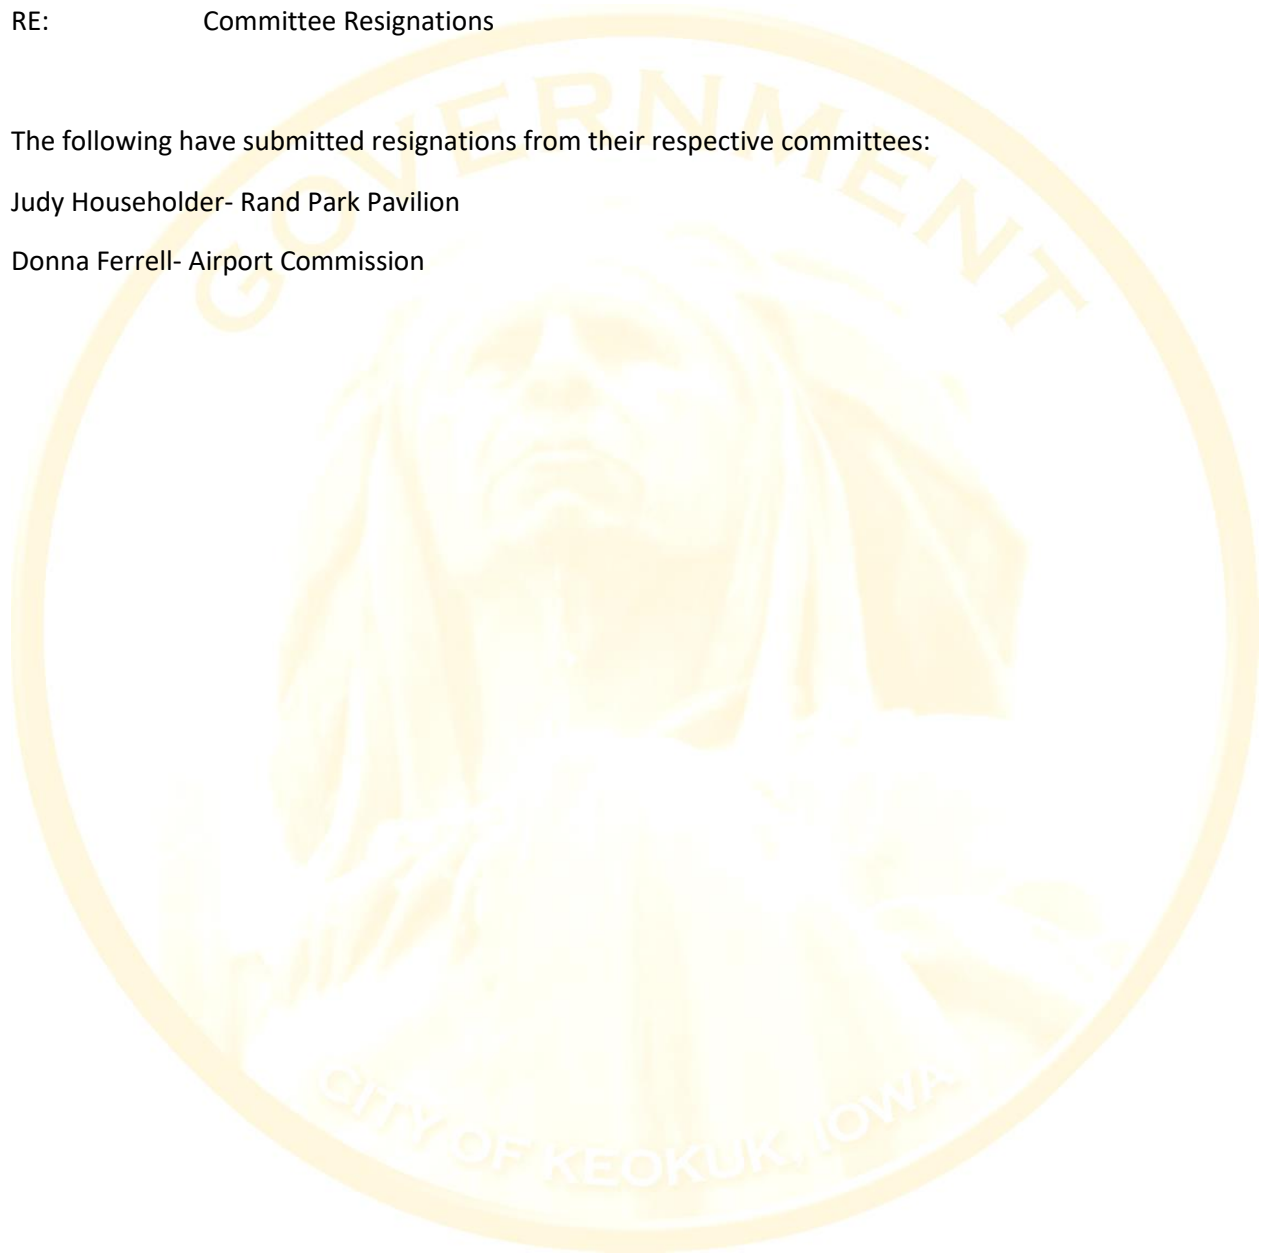 RE: Committee Resignations
The following have submitted resignations from their respective committees:
Judy Householder- Rand Park Pavilion
Donna Ferrell- Airport Commission
GOVERNMENT
CITY OF KEOKUK, IOWA